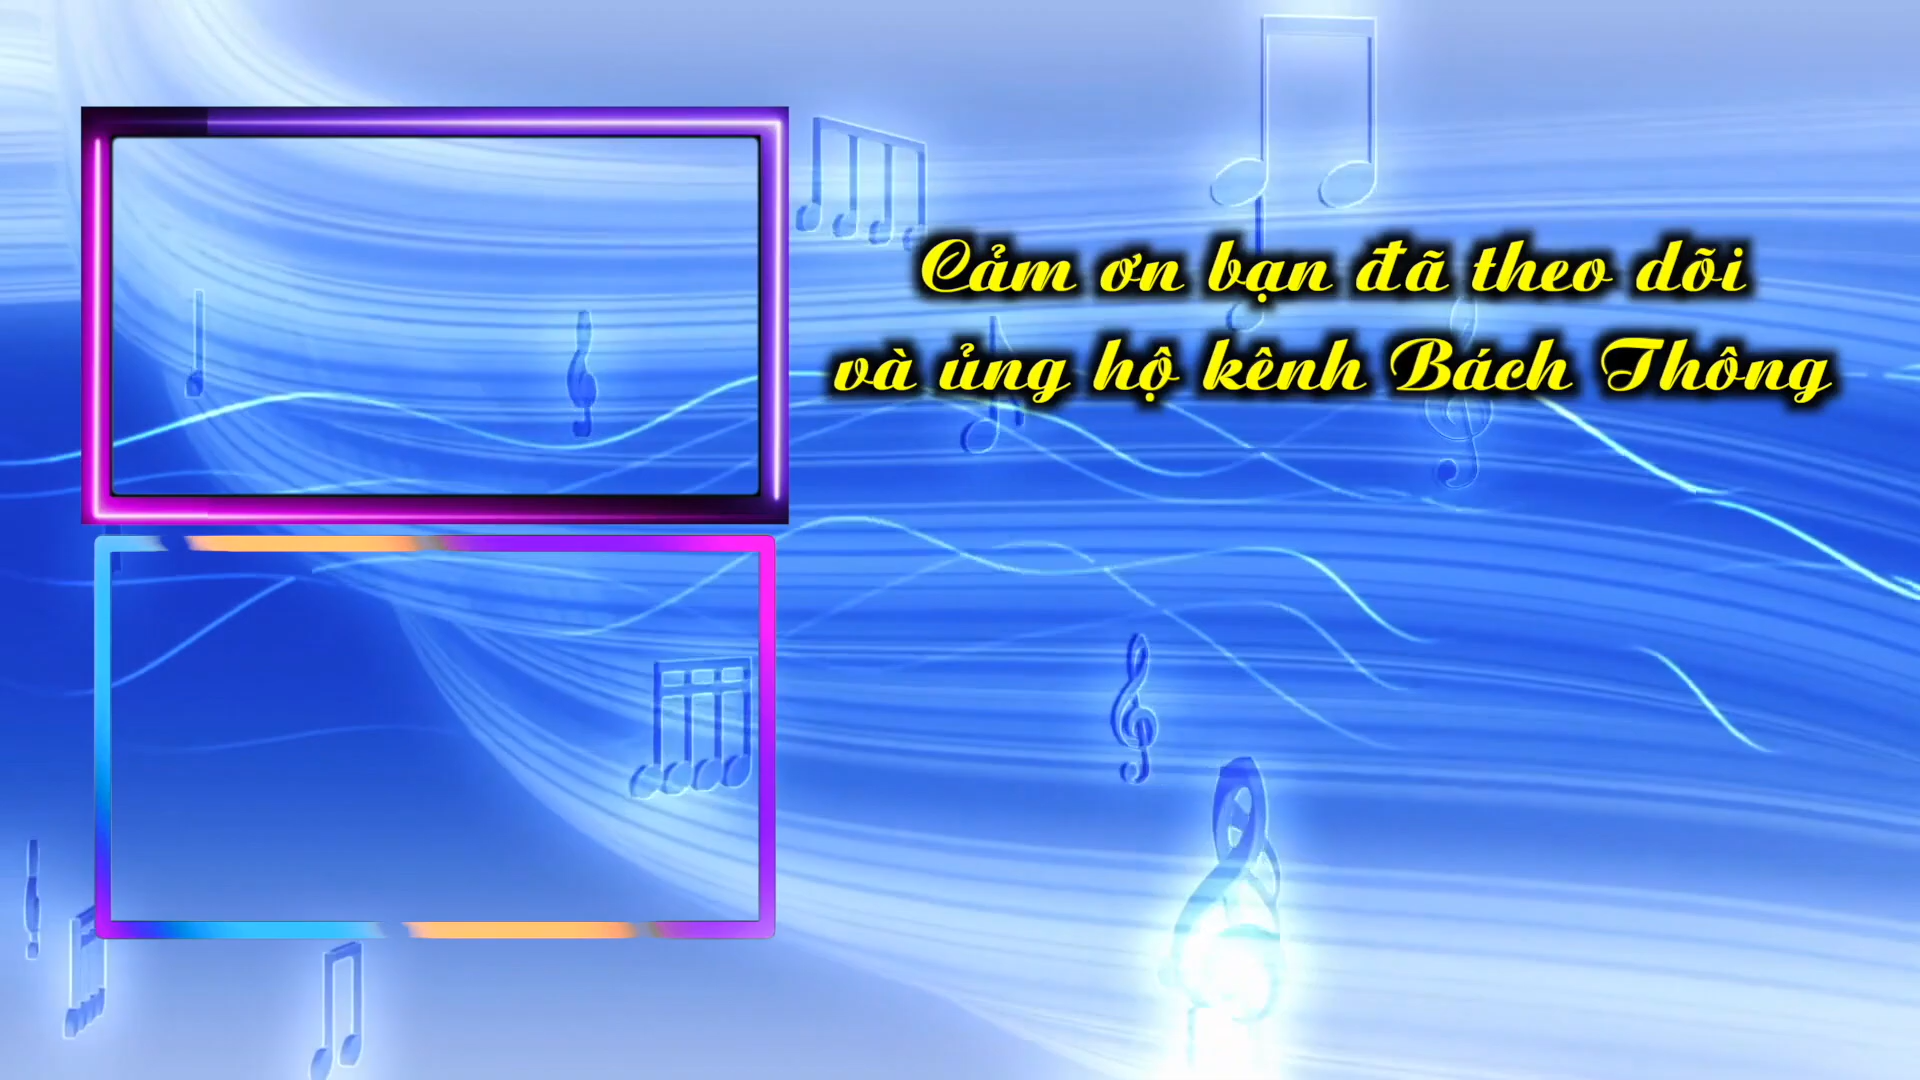 Cảm ơn bạn đã theo dõi
và ủng hộ kênh Bách Thông